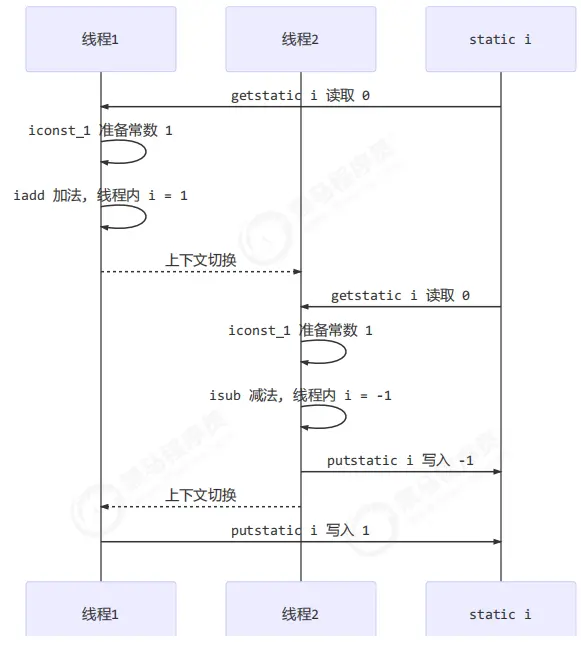 线程1 线程2 static i
getstatic i 读取 0
iconst_1 准备常数 1
iadd 加法, 线程内 i = 1
上下文切换
getstatic i 读取 0
iconst_1 准备常数 1
isub 减法, 线程内 i = -1
putstatic i 写入 -1
上下文切换
putstatic i 写入 1
线程1 线程2 static i